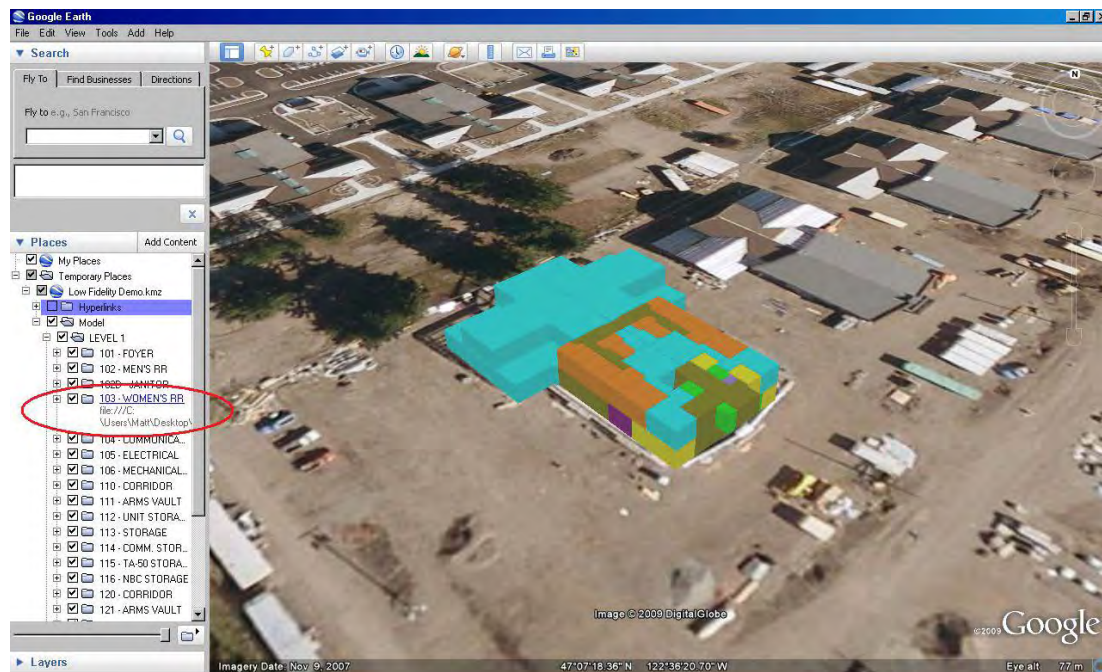 Google Earth
File Edit View Tools Add Help
Search
Fly To Find Businesses Directions
Fly to e.g., San Francisco
Places Add Content
My Places
Temporary Places
Low Fidelity Demo.kmz
Hyperlinks
Model
LEVEL 1
101 - FOYER
102 - MEN'S RR
102B - JANITOR
103 - WOMEN'S RR
file:///C:
\Users\Matt\Desktop\
104 - COMMUNICA...
105 - ELECTRICAL
106 - MECHANICAL...
110 - CORRIDOR
111 - ARMS VAULT
112 - UNIT STORA...
113 - STORAGE
114 - COMM. STOR...
115 - TA-50 STORA...
116 - NBC STORAGE
120 - CORRIDOR
121 - ARMS VAULT
Layers
N
Image © 2009 DigitalGlobe
©2009 Google
Imagery Date: Nov 9, 2007 47°07'18.36" N 122°36'20.70" W Eye alt 77 m